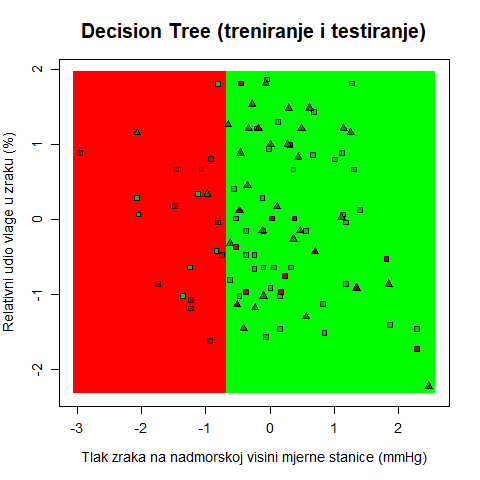 Decision Tree (treniranje i testiranje)
Relativni udio vlage u zraku (%)
2
1
0
-1
-2
-3 -2 -1 0 1 2
Tlak zraka na nadmorskoj visini mjerne stanice (mmHg)